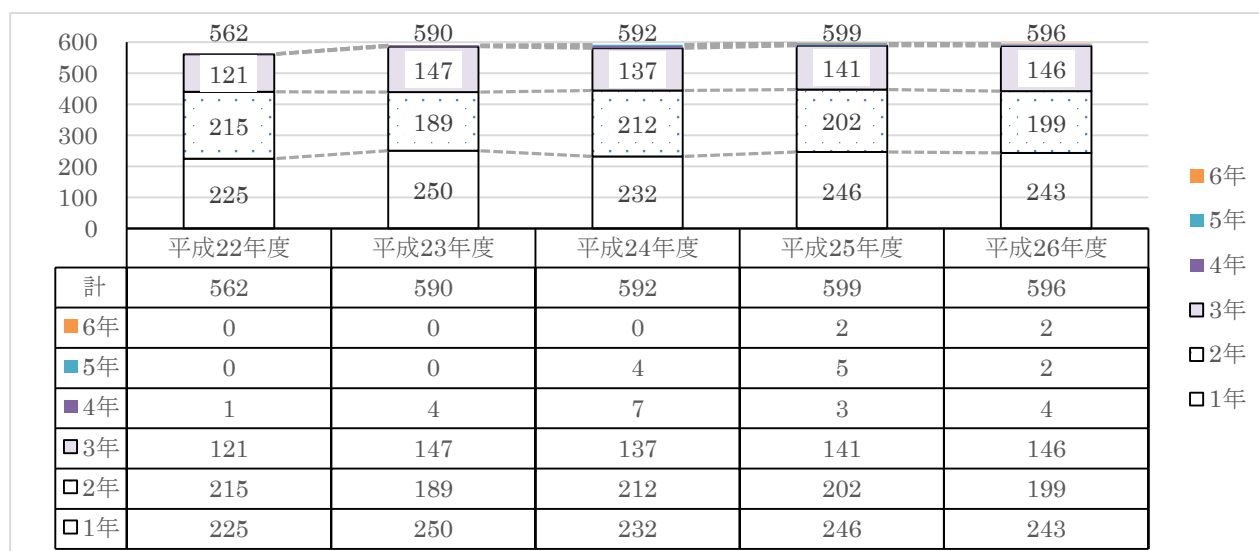 562 590 592 599 596
600
500
400
300
200
100
0
121 147 137 141 146
215 189 212 202 199
225 250 232 246 243
平成22年度 平成23年度 平成24年度 平成25年度 平成26年度
計 562 590 592 599 596
6年 0 0 0 2 2
5年 0 0 4 5 2
4年 1 4 7 3 4
3年 121 147 137 141 146
2年 215 189 212 202 199
1年 225 250 232 246 243
6年
5年
4年
3年
2年
1年